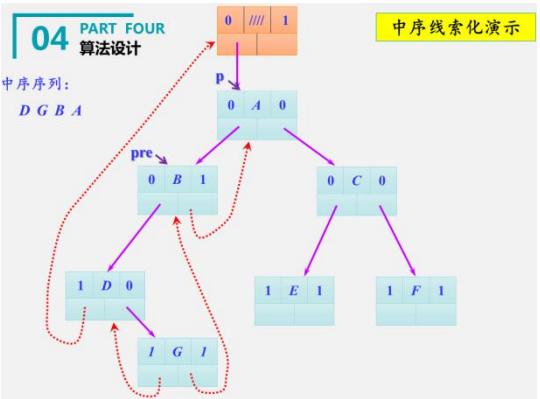 04 PART FOUR
算法设计
中序线索化演示
中序序列：
D G B A
0 //// 1
p
0 A 0
pre
0 B 1
0 C 0
1 D 0
1 E 1
1 F 1
1 G 1